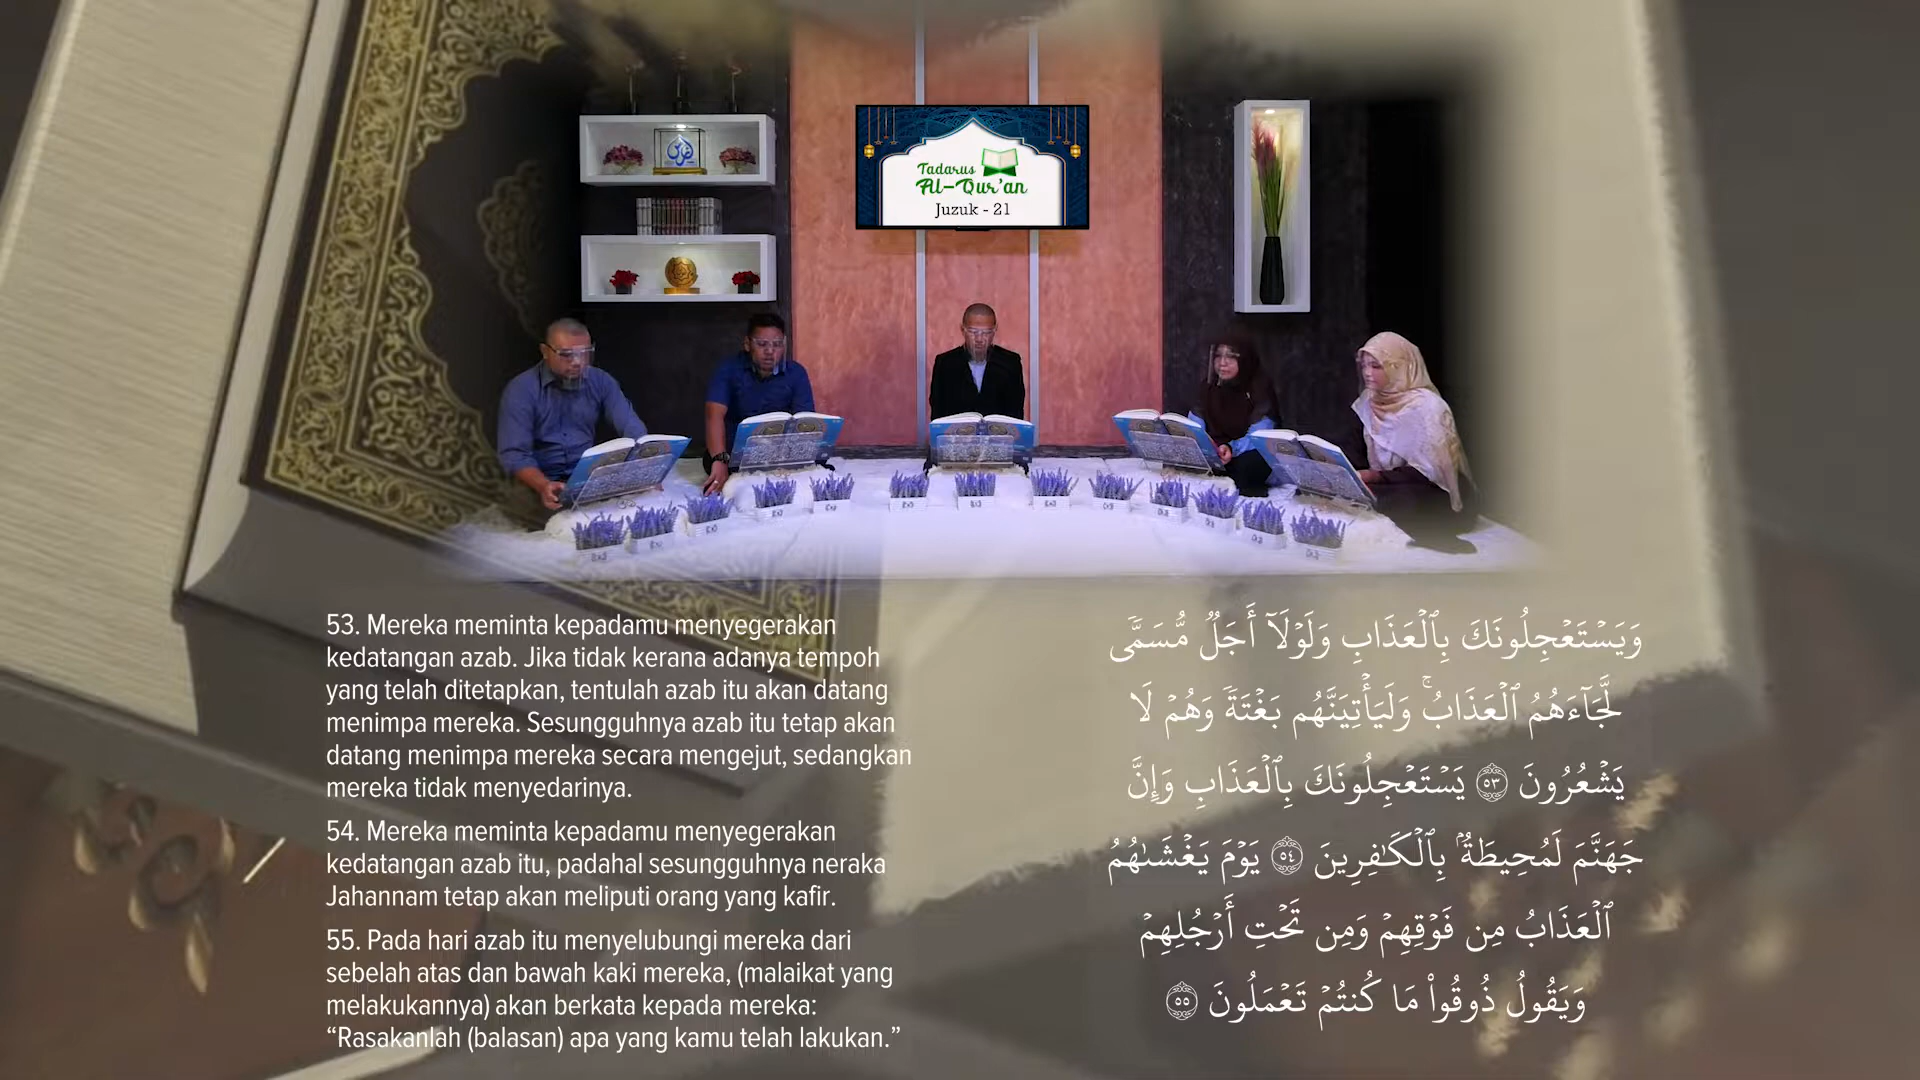 Tadarus
Al-Qur'an
Juzuk - 21
53. Mereka meminta kepadamu menyegerakan
kedatangan azab. Jika tidak kerana adanya tempoh
yang telah ditetapkan, tentulah azab itu akan datang
menimpa mereka. Sesungguhnya azab itu tetap akan
datang menimpa mereka secara mengejut, sedangkan
mereka tidak menyedarinya.
54. Mereka meminta kepadamu menyegerakan
kedatangan azab itu, padahal sesungguhnya neraka
Jahannam tetap akan meliputi orang yang kafir.
55. Pada hari azab itu menyelubungi mereka dari
sebelah atas dan bawah kaki mereka, (malaikat yang
melakukannya) akan berkata kepada mereka:
“Rasakanlah (balasan) apa yang kamu telah lakukan.”
وَيَسْتَعْجِلُونَكَ بِٱلْعَذَابِ وَلَوْلَآ أَجَلٌ مُّسَمًّى
لَّجَآءَهُمُ ٱلْعَذَابُ ۚ وَلَيَأْتِيَنَّهُم بَغْتَةً وَهُمْ لَا
يَشْعُرُونَ ٥٣ يَسْتَعْجِلُونَكَ بِٱلْعَذَابِ وَإِنَّ
جَهَنَّمَ لَمُحِيطَةٌۢ بِٱلْكَـٰفِرِينَ ٥٤ يَوْمَ يَغْشَىٰهُمُ
ٱلْعَذَابُ مِن فَوْقِهِمْ وَمِن تَحْتِ أَرْجُلِهِمْ
وَيَقُولُ ذُوقُوا۟ مَا كُنتُمْ تَعْمَلُونَ ٥٥